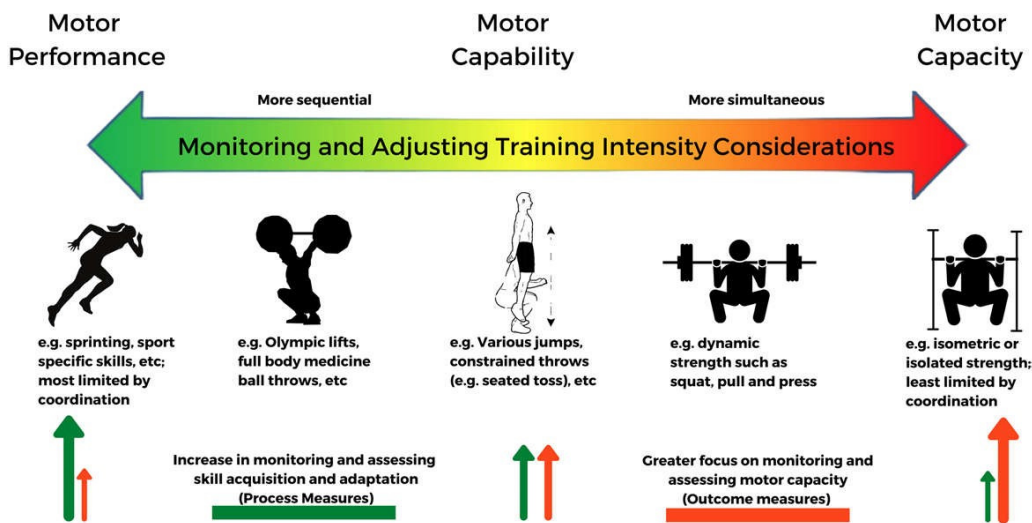 Motor
Performance
Motor
Capability
Motor
Capacity
More sequential
More simultaneous
Monitoring and Adjusting Training Intensity Considerations
e.g. sprinting, sport
specific skills, etc;
most limited by
coordination
e.g. Olympic lifts,
full body medicine
ball throws, etc
e.g. Various jumps,
constrained throws
(e.g. seated toss), etc
e.g. dynamic
strength such as
squat, pull and press
e.g. isometric or
isolated strength;
least limited by
coordination
Increase in monitoring and assessing
skill acquisition and adaptation
(Process Measures)
Greater focus on monitoring and
assessing motor capacity
(Outcome measures)